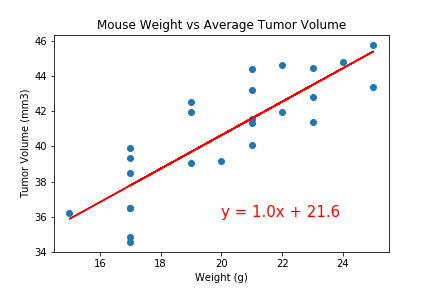 Mouse Weight vs Average Tumor Volume
46
44
42
40
38
36
34
Tumor Volume (mm3)
y = 1.0x + 21.6
16 18 20 22 24
Weight (g)